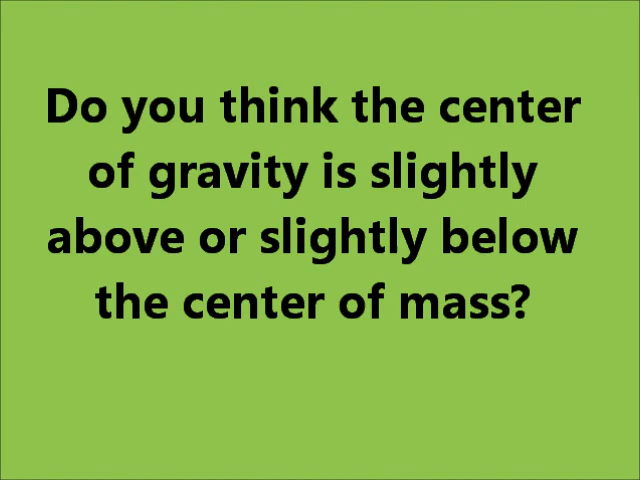 Do you think the center
of gravity is slightly
above or slightly below
the center of mass?